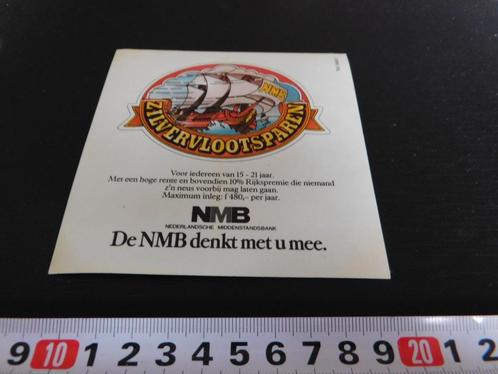 NMB
ZILVERVLOOTSPAREN
Voor iedereen van 15 - 21 jaar.
Met een hoge rente en bovendien 10% Rijkspremie die niemand
z'n neus voorbij mag laten gaan.
Maximum inleg: f 480,- per jaar.
NMB
NEDERLANDSCHE MIDDENSTANDSBANK
De NMB denkt met u mee.
9 10 1 2 3 4 5 6 7 8 9 20 1 2